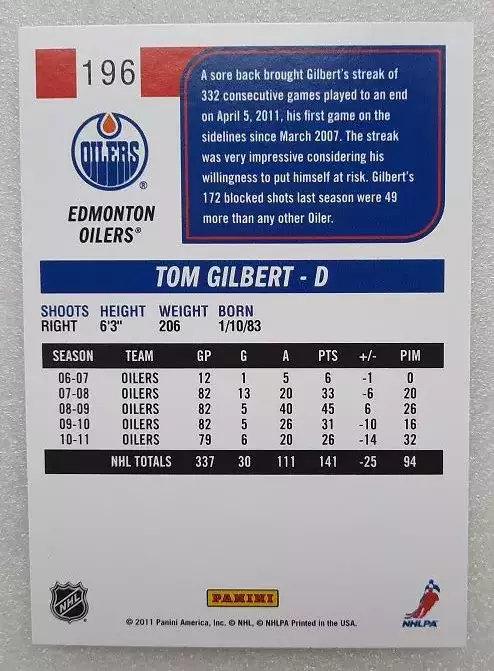 196
A sore back brought Gilbert's streak of
332 consecutive games played to an end
on April 5, 2011, his first game on the
sidelines since March 2007. The streak
was very impressive considering his
willingness to put himself at risk. Gilbert's
172 blocked shots last season were 49
more than any other Oiler.
OILERS ®
EDMONTON
OILERS®
TOM GILBERT - D
SHOOTS HEIGHT WEIGHT BORN
RIGHT 6'3" 206 1/10/83
SEASON TEAM GP G A PTS +/- PIM
06-07 OILERS 12 1 5 6 -1 0
07-08 OILERS 82 13 20 33 -6 20
08-09 OILERS 82 5 40 45 6 26
09-10 OILERS 82 5 26 31 -10 16
10-11 OILERS 79 6 20 26 -14 32
NHL TOTALS 337 30 111 141 -25 94
NHL
PANINI
NHLPA
© 2011 Panini America, Inc. © NHL, © NHLPA Printed in the USA.